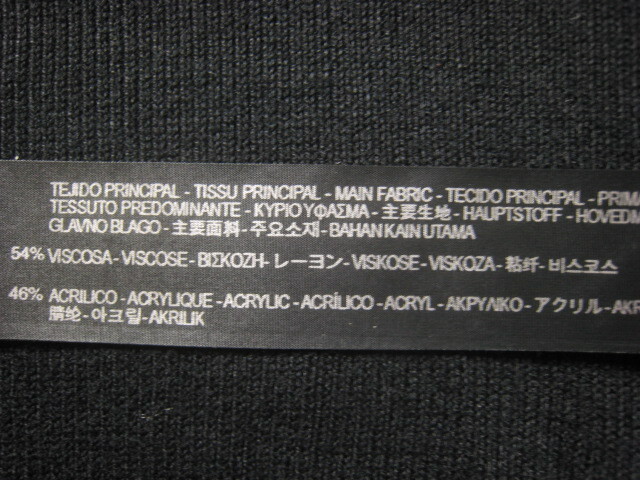 TEJIDO PRINCIPAL - TISSU PRINCIPAL - MAIN FABRIC - TECIDO PRINCIPAL - PRIMA
TESSUTO PREDOMINANTE - ΚΥΡΙΟ ΥΦΑΣΜΑ - 主要生地 - HAUPTSTOFF - HOVEDM
GLAVNO BLAGO - 主要面料 - 주요소재 - BAHAN KAIN UTAMA
54% VISCOSA - VISCOSE - ΒΙΣΚΟΖΗ - レーヨン - VISKOSE - VISKOZA - 粘纤 - 비스코스
46% ACRILICO - ACRYLIQUE - ACRYLIC - ACRÍLICO - ACRYL - ΑΚΡΥΛΙΚΟ - アクリル - AKR
腈纶 - 아크릴 - AKRILIK